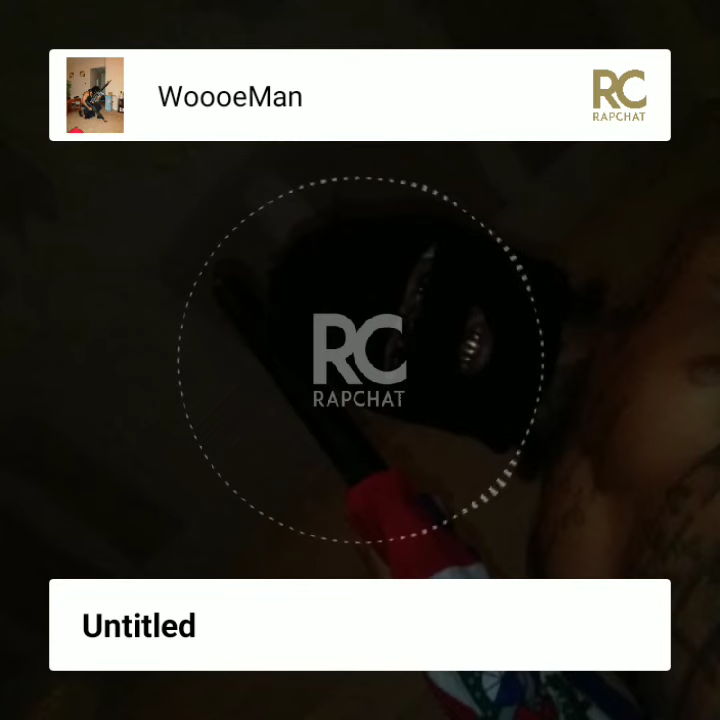 WoooeMan
RC
RAPCHAT
RC
RAPCHAT
Untitled